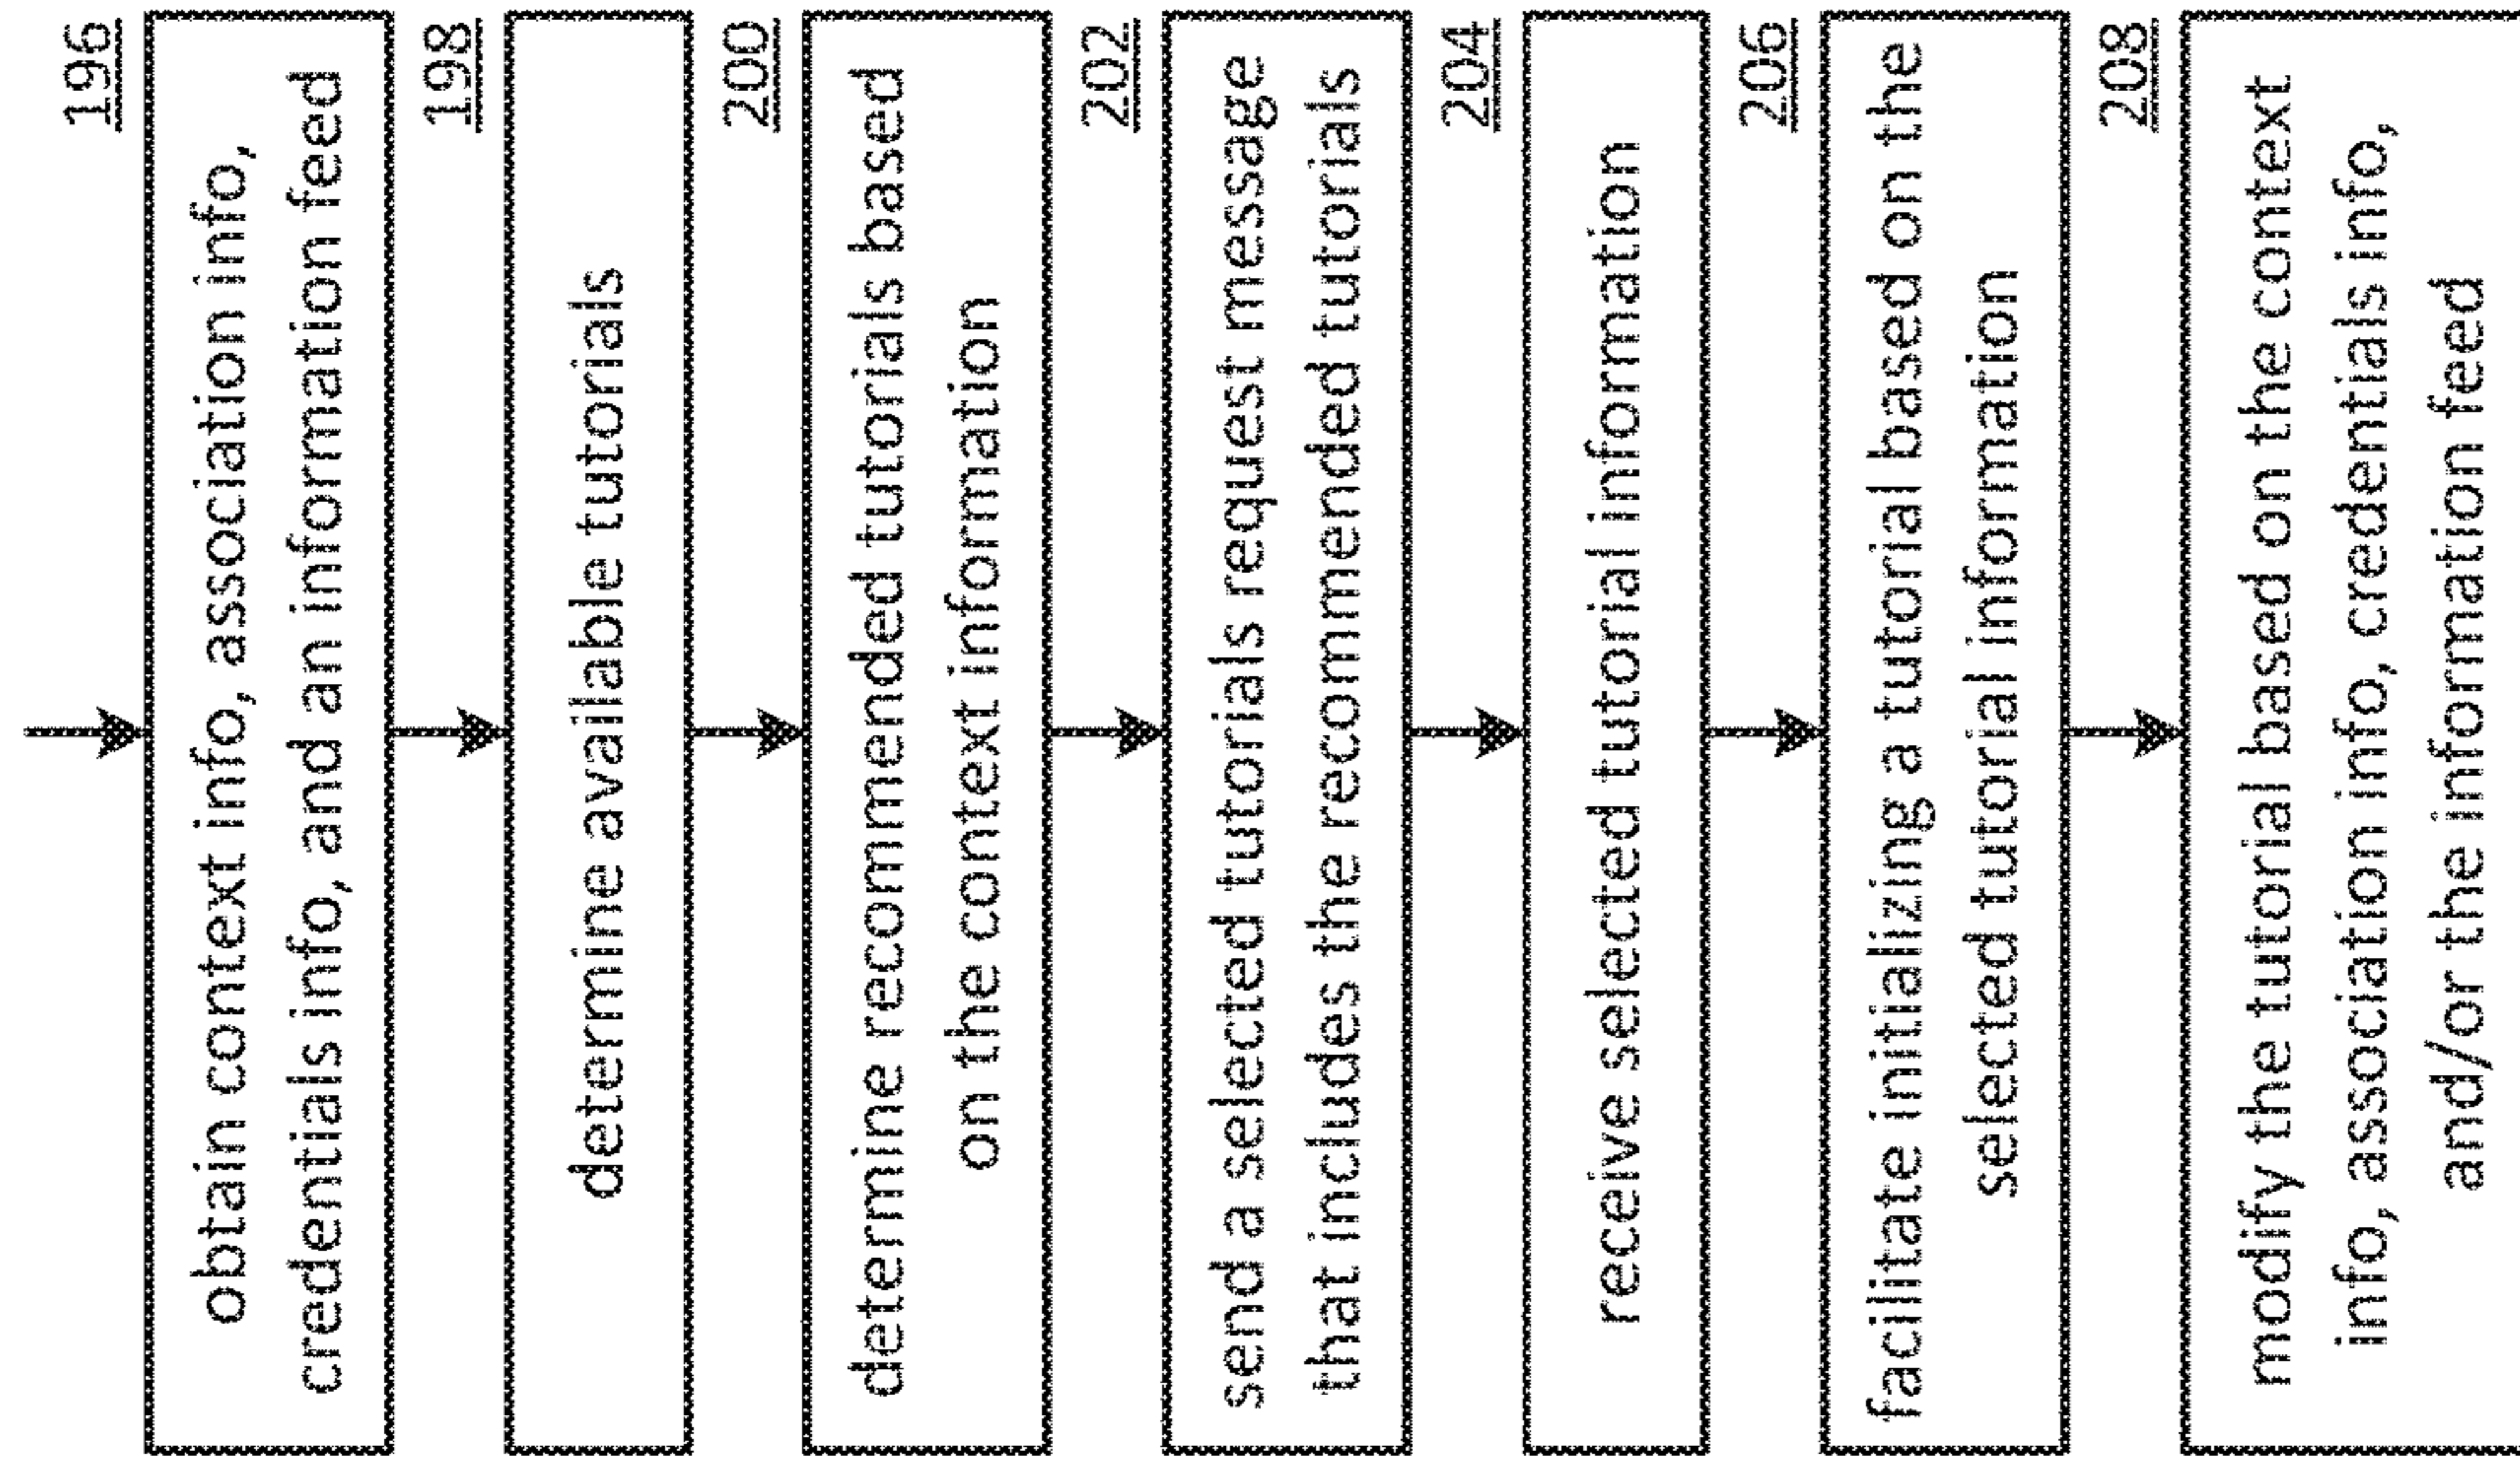 196
obtain context info, association info,
credentials info, and an information feed
198
determine available tutorials
200
determine recommended tutorials based
on the context information
202
send a selected tutorials request message
that includes the recommended tutorials
204
receive selected tutorial information
206
facilitate initializing a tutorial based on the
selected tutorial information
208
modify the tutorial based on the context
info, association info, credentials info,
and/or the information feed